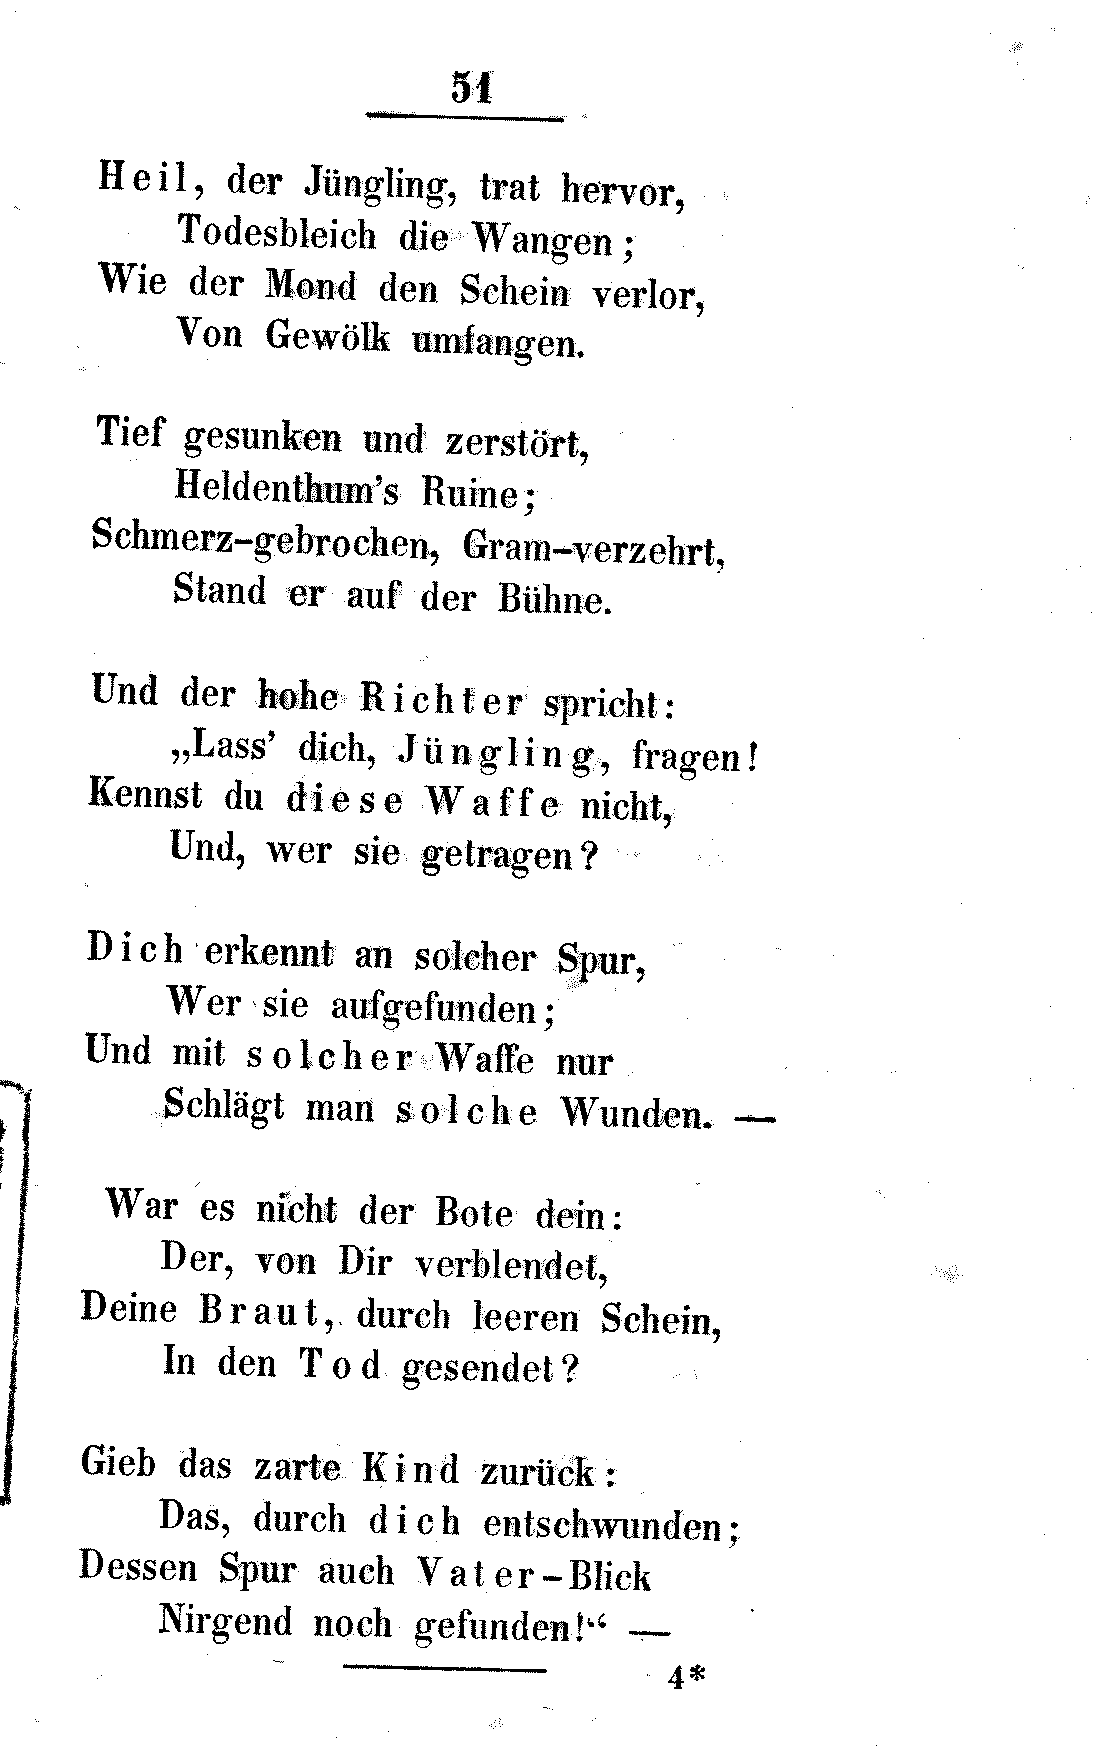 51
Heil, der Jüngling, trat hervor,
Todesbleich die Wangen;
Wie der Mond den Schein verlor,
Von Gewölk umfangen.
Tief gesunken und zerstört,
Heldenthum's Ruine;
Schmerz-gebrochen, Gram-verzehrt,
Stand er auf der Bühne.
Und der hohe Richter spricht:
„Lass' dich, Jüngling, fragen!
Kennst du diese Waffe nicht,
Und, wer sie getragen?
Dich erkennt an solcher Spur,
Wer sie aufgefunden;
Und mit solcher Waffe nur
Schlägt man solche Wunden. —
War es nicht der Bote dein:
Der, von Dir verblendet,
Deine Braut, durch leeren Schein,
In den Tod gesendet?
Gieb das zarte Kind zurück:
Das, durch dich entschwunden;
Dessen Spur auch Vater-Blick
Nirgend noch gefunden!“ —
4*